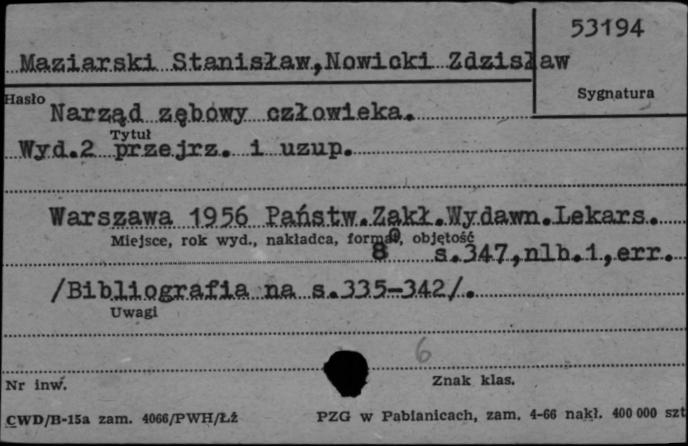 53194
Maziarski Stanisław,Nowicki Zdzisław
Hasło
Sygnatura
Narząd zębowy człowieka.
Tytuł
Wyd.2 przejrz. i uzup.
Warszawa 1956 Państw.Zakł.Wydawn.Lekars.
Miejsce, rok wyd., nakładca, format, objętość
8° s.347,nlb.1,err.
/Bibliografia na s.335-342/.
Uwagi
6
Nr inw.
Znak klas.
CWD/B-15a zam. 4066/PWH/Łż
PZG w Pabianicach, zam. 4-66 nakł. 400 000 szt